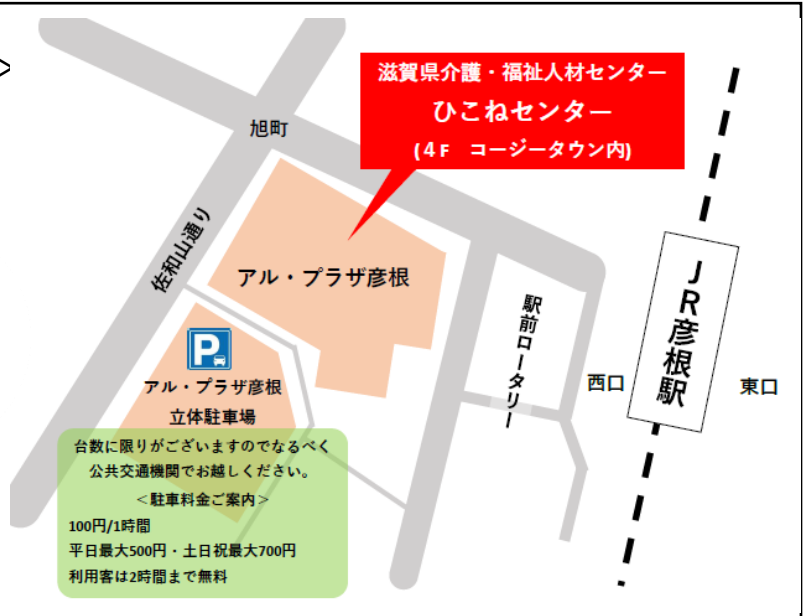 >
滋賀県介護・福祉人材センター
ひこねセンター
(4F コージータウン内)
旭町
佐和山通り
アル・プラザ彦根
駅前ロータリー
JR彦根駅
西口
東口
P
アル・プラザ彦根
立体駐車場
台数に限りがございますのでなるべく
公共交通機関でお越しください。
<駐車料金ご案内>
100円/1時間
平日最大500円・土日祝最大700円
利用客は2時間まで無料